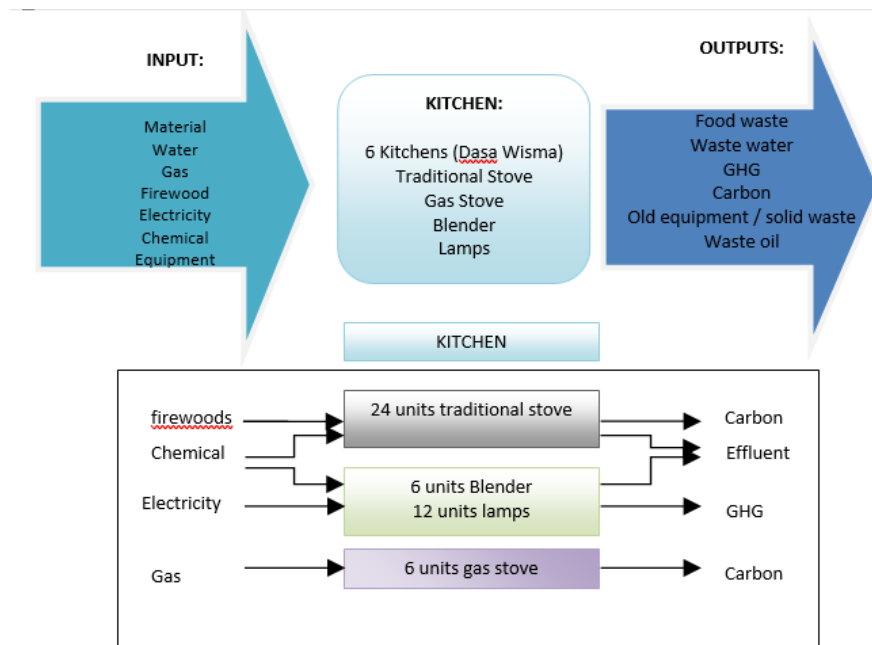 INPUT:
Material
Water
Gas
Firewood
Electricity
Chemical
Equipment
KITCHEN:
6 Kitchens (Dasa Wisma)
Traditional Stove
Gas Stove
Blender
Lamps
OUTPUTS:
Food waste
Waste water
GHG
Carbon
Old equipment / solid waste
Waste oil
KITCHEN
firewoods
24 units traditional stove
Carbon
Chemical
Effluent
Electricity
6 units Blender
12 units lamps
GHG
Gas
6 units gas stove
Carbon